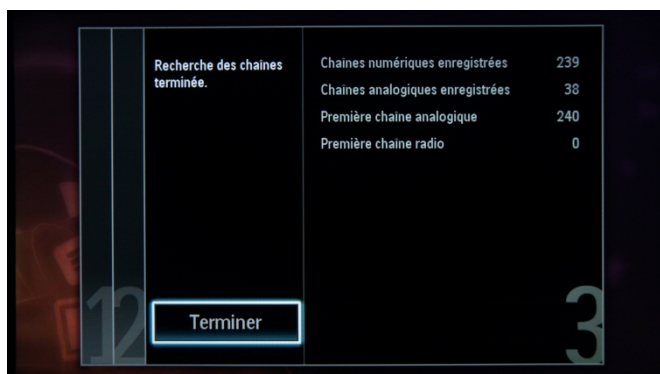 Recherche des chaînes
terminée.
Chaines numériques enregistrées 239
Chaines analogiques enregistrées 38
Première chaine analogique 240
Première chaine radio 0
12
Terminer
3